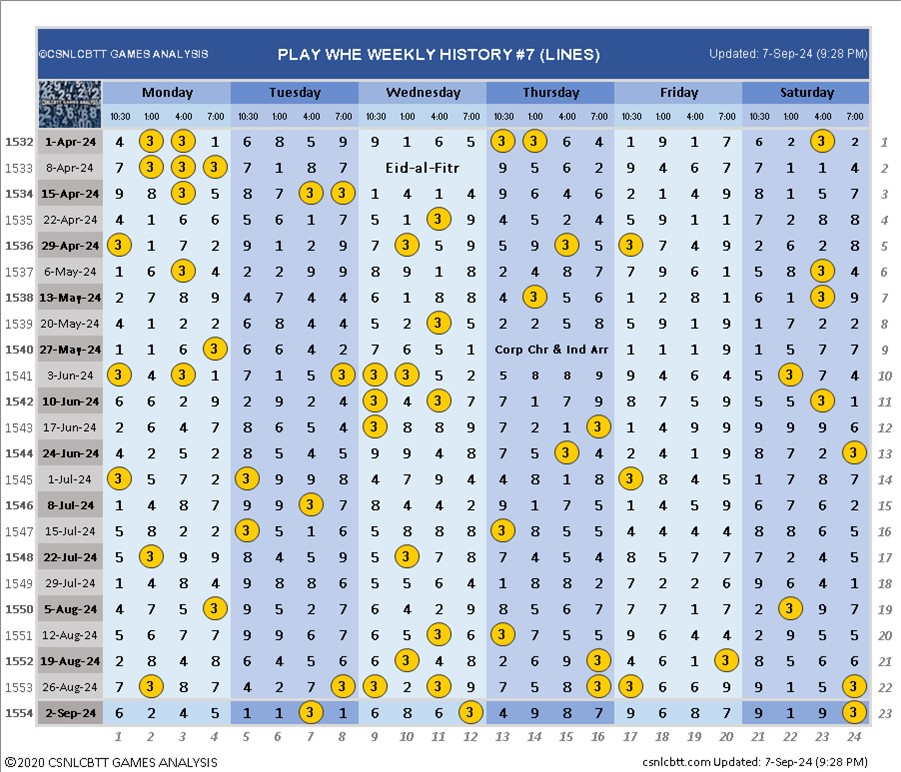 ©CSNLCBTT GAMES ANALYSIS PLAY WHE WEEKLY HISTORY #7 (LINES) Updated: 7-Sep-24 (9:28 PM)
Monday Tuesday Wednesday Thursday Friday Saturday
10:30 1:00 4:00 7:00 10:30 1:00 4:00 7:00 10:30 1:00 4:00 7:00 10:30 1:00 4:00 7:00 10:30 1:00 4:00 7:00 10:30 1:00 4:00 7:00
1532 1-Apr-24 4 3 3 1 6 8 5 9 9 1 6 5 3 3 6 4 1 9 1 7 6 2 3 2 1
1533 8-Apr-24 7 3 3 3 7 1 8 7 Eid-al-Fitr 9 5 6 2 9 4 6 7 7 1 1 4 2
1534 15-Apr-24 9 8 3 5 8 7 3 3 1 4 1 4 9 6 4 6 2 1 4 9 8 1 5 7 3
1535 22-Apr-24 4 1 6 6 5 6 1 7 5 1 3 9 4 5 2 4 5 4 9 1 7 2 8 8 4
1536 29-Apr-24 3 1 7 2 9 1 2 9 7 3 5 9 5 9 3 5 3 7 4 9 2 6 2 8 5
1537 6-May-24 1 6 3 4 2 2 9 9 8 9 1 8 2 4 8 7 7 9 6 1 5 8 3 4 6
1538 13-May-24 2 7 8 9 4 7 4 4 6 1 8 8 4 3 5 6 1 2 8 1 6 1 3 9 7
1539 20-May-24 4 1 2 2 6 8 4 4 5 2 3 5 2 2 5 8 5 9 1 9 1 7 2 2 8
1540 27-May-24 1 1 6 3 6 6 4 2 7 6 5 1 Corp Chr & Ind Arr 1 1 1 9 1 5 7 7 9
1541 3-Jun-24 3 4 3 1 7 1 5 3 3 3 5 2 5 8 8 9 9 4 6 4 5 3 7 4 10
1542 10-Jun-24 6 6 2 9 2 9 2 4 3 4 3 7 7 1 7 9 8 7 5 9 5 5 3 1 11
1543 17-Jun-24 2 6 4 7 8 6 5 4 3 8 8 9 7 2 1 3 1 4 9 9 9 9 9 6 12
1544 24-Jun-24 4 2 5 2 8 5 4 5 9 9 4 8 7 5 3 4 2 4 1 9 8 7 2 3 13
1545 1-Jul-24 3 5 7 2 3 9 9 8 4 7 9 4 4 8 1 8 3 8 4 5 1 7 8 7 14
1546 8-Jul-24 1 4 8 7 9 9 3 7 8 4 4 2 9 1 7 5 1 4 5 9 6 7 6 2 15
1547 15-Jul-24 5 8 2 2 3 5 1 6 5 8 8 8 3 8 5 5 4 4 4 4 8 8 6 5 16
1548 22-Jul-24 5 3 9 9 8 4 5 9 5 3 7 8 7 4 5 4 8 5 7 7 7 2 4 5 17
1549 29-Jul-24 1 4 8 4 9 8 8 6 5 5 6 4 1 8 8 2 7 2 2 6 9 6 4 1 18
1550 5-Aug-24 4 7 5 3 9 5 2 7 6 4 2 9 8 5 6 7 7 7 1 7 2 3 9 7 19
1551 12-Aug-24 5 6 7 7 9 9 6 7 6 5 3 6 3 7 5 5 9 6 4 4 2 9 5 5 20
1552 19-Aug-24 2 8 4 8 6 4 5 6 6 3 4 8 2 6 9 3 4 6 1 3 8 5 6 6 21
1553 26-Aug-24 7 3 8 7 4 2 7 3 3 2 3 9 7 5 8 3 3 6 6 9 9 1 5 3 22
1554 2-Sep-24 6 2 4 5 1 1 3 1 6 8 6 3 4 9 8 7 9 6 8 7 9 1 9 3 23
1 2 3 4 5 6 7 8 9 10 11 12 13 14 15 16 17 18 19 20 21 22 23 24
©2020 CSNLCBTT GAMES ANALYSIS csnlcbtt.com Updated: 7-Sep-24 (9:28 PM)